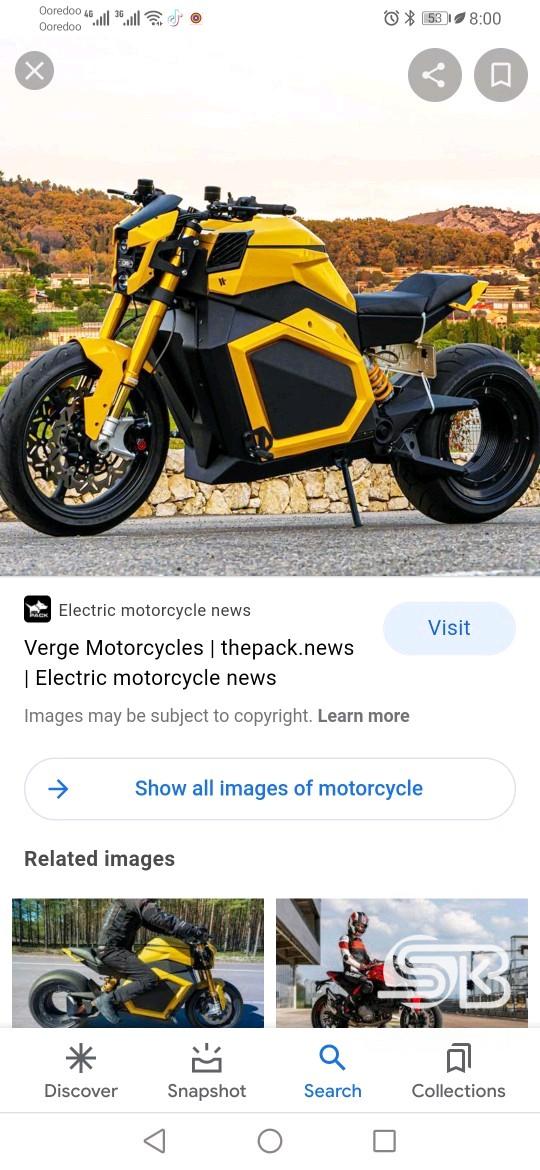 Ooredoo 4G 3G 53 8:00
Ooredoo
PACK Electric motorcycle news
Visit
Verge Motorcycles | thepack.news
| Electric motorcycle news
Images may be subject to copyright. Learn more
Show all images of motorcycle
Related images
SB
Discover Snapshot Search Collections